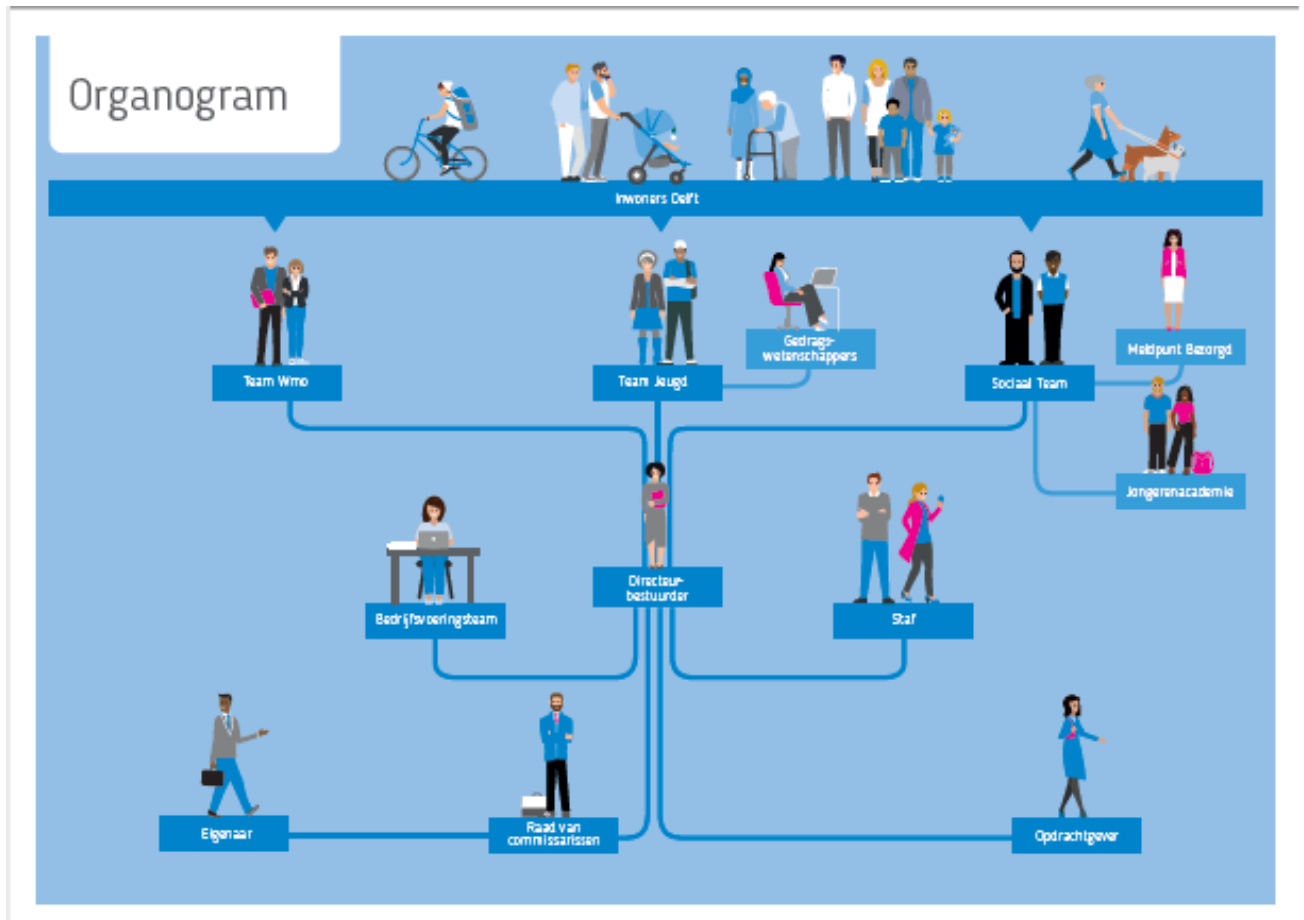 Organogram
Inwoners Delft
Gedrags-
wetenschappers
Meldpunt Bezorgd
Team Wmo
Team Jeugd
Sociaal Team
Jongerenacademie
Directeur-
bestuurder
Bedrijfsvoeringsteam
Staf
Eigenaar
Raad van
commissarissen
Opdrachtgever